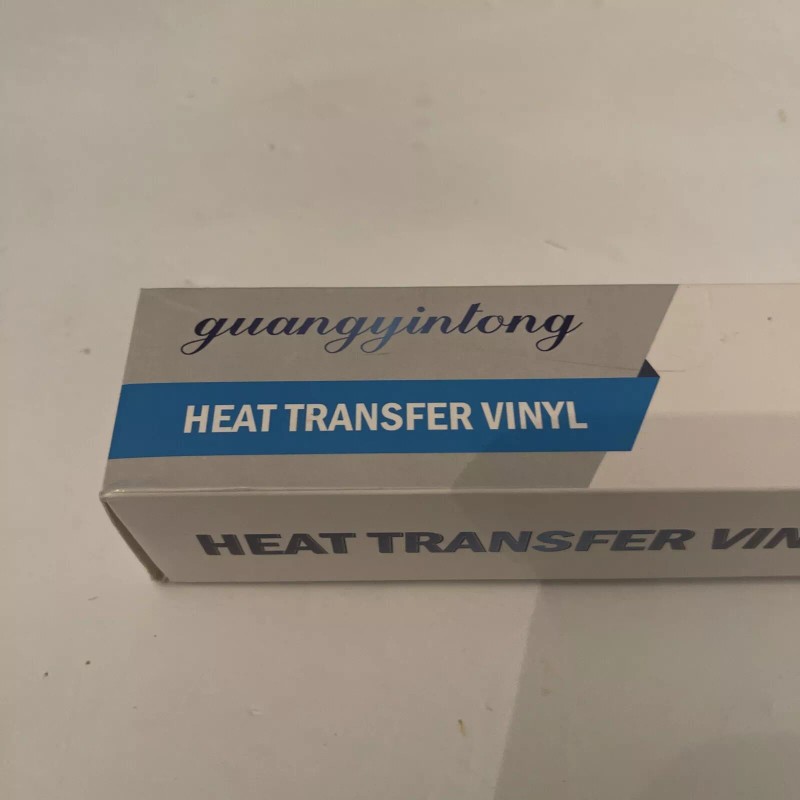 guangyintong
HEAT TRANSFER VINYL
HEAT TRANSFER